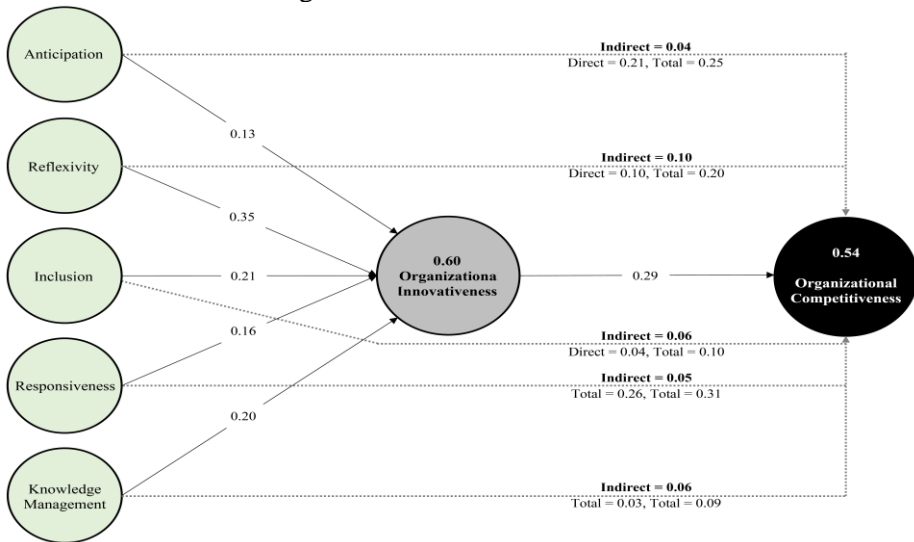 Anticipation
Indirect = 0.04
Direct = 0.21, Total = 0.25
0.13
Reflexivity
Indirect = 0.10
Direct = 0.10, Total = 0.20
0.35
0.60
Organizationa
Innovativeness
0.54
Organizational
Competitiveness
Inclusion
0.21
0.29
0.16
Indirect = 0.06
Direct = 0.04, Total = 0.10
Responsiveness
Indirect = 0.05
Total = 0.26, Total = 0.31
0.20
Knowledge
Management
Indirect = 0.06
Total = 0.03, Total = 0.09